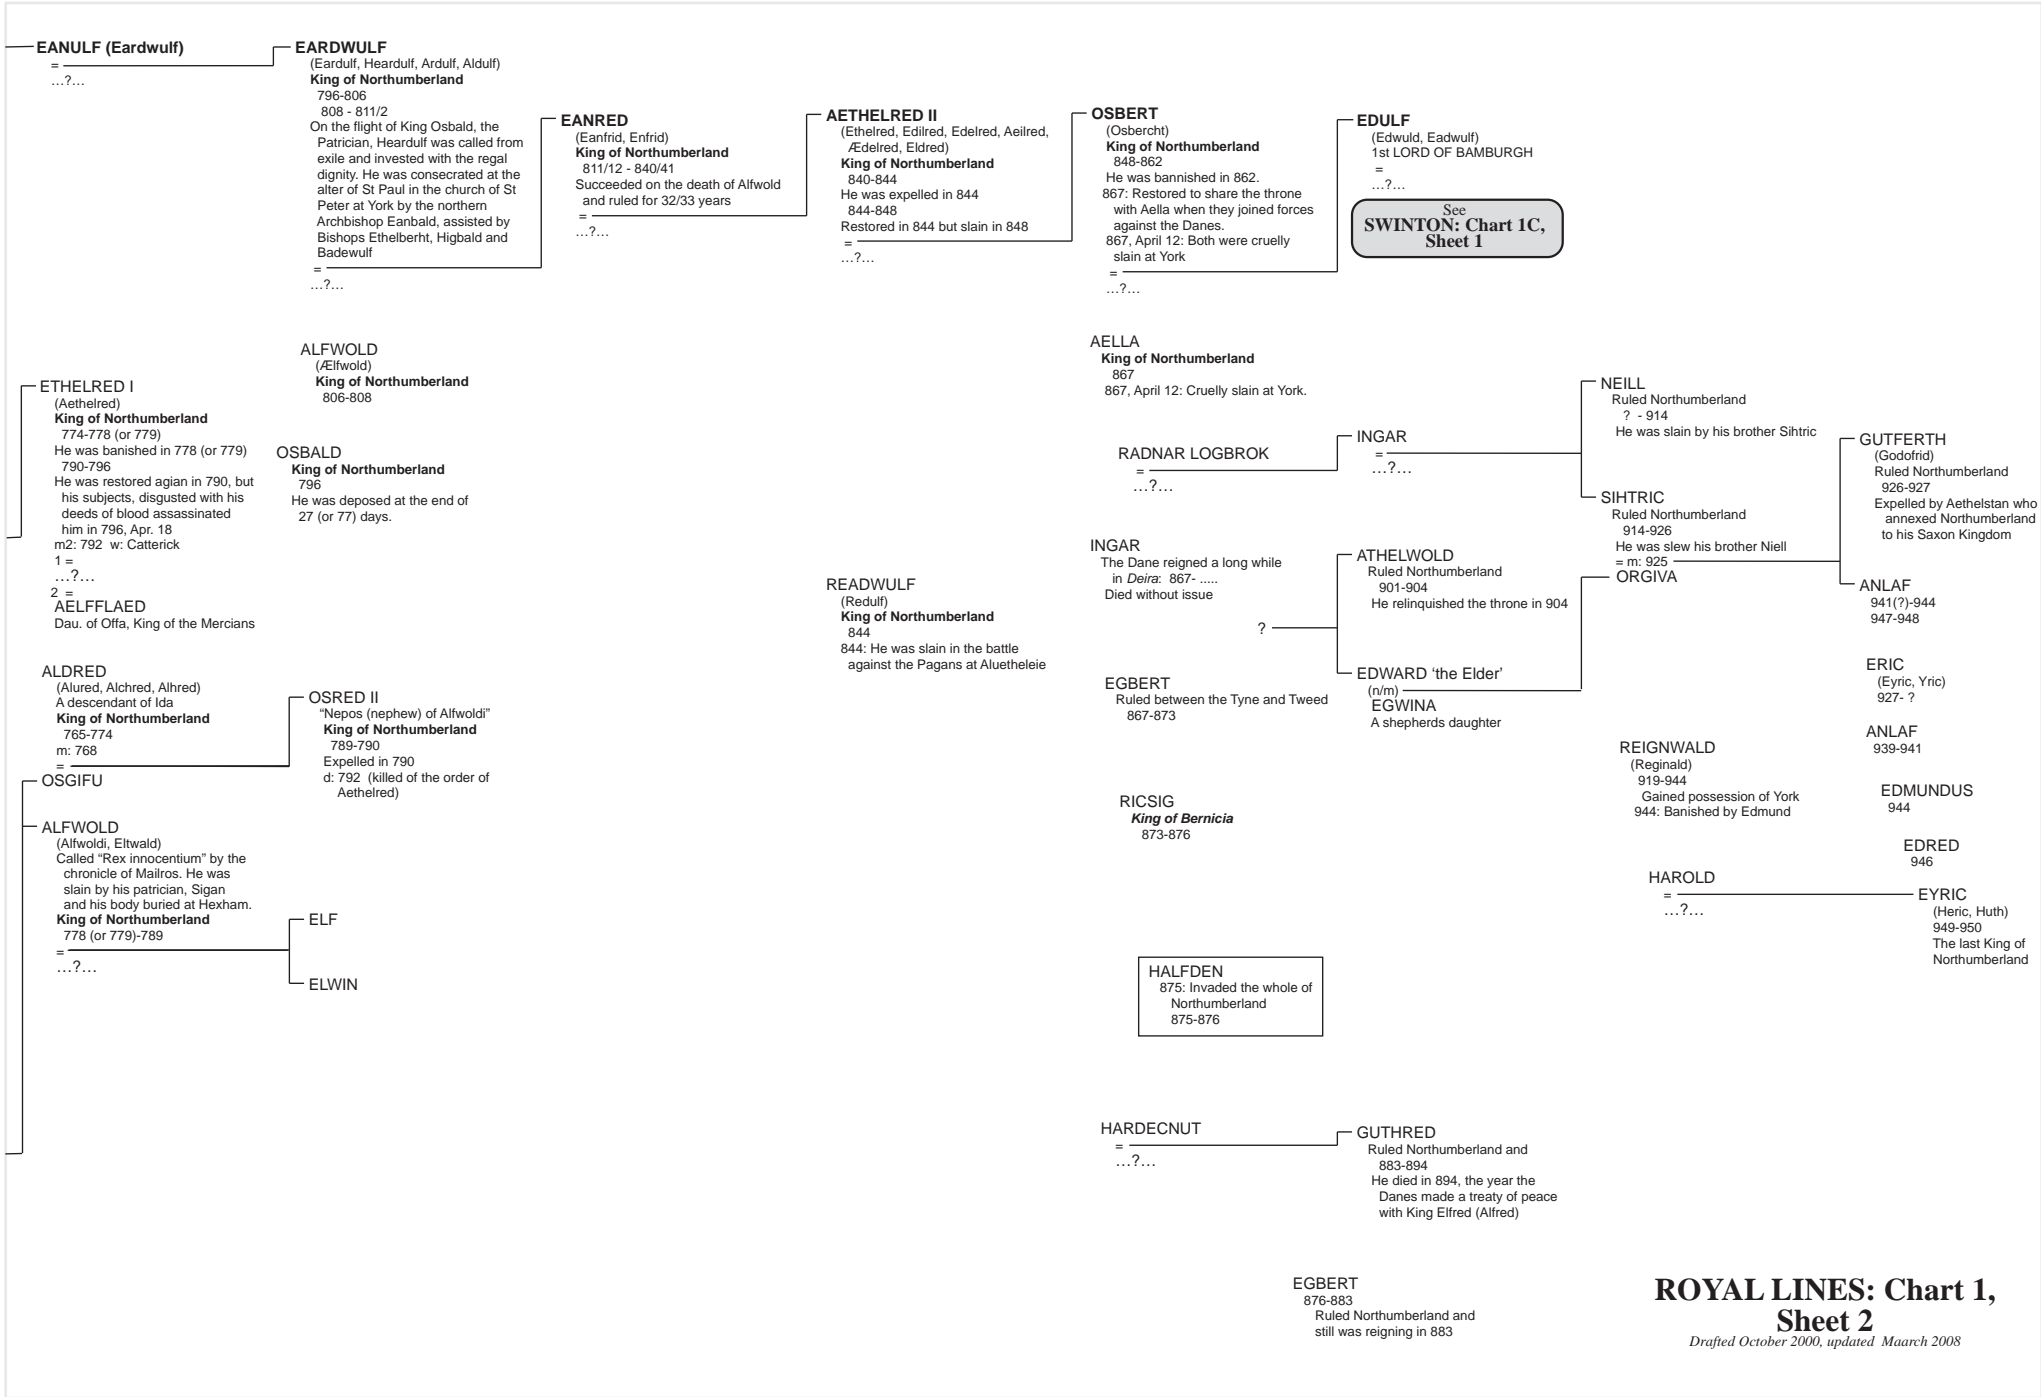 EANULF (Eardwulf)
=
…?…
EARDWULF
(Eardulf, Heardulf, Ardulf, Aldulf)
King of Northumberland
796-806
808 - 811/2
On the flight of King Osbald, the
Patrician, Heardulf was called from
exile and invested with the regal
dignity. He was consecrated at the
alter of St Paul in the church of St
Peter at York by the northern
Archbishop Eanbald, assisted by
Bishops Ethelberht, Higbald and
Badewulf
=
…?…
EANRED
(Eanfrid, Enfrid)
King of Northumberland
811/12 - 840/41
Succeeded on the death of Alfwold
and ruled for 32/33 years
=
…?…
AETHELRED II
(Ethelred, Edilred, Edelred, Aeilred,
Ædelred, Eldred)
King of Northumberland
840-844
He was expelled in 844
844-848
Restored in 844 but slain in 848
=
…?…
OSBERT
(Osbercht)
King of Northumberland
848-862
He was bannished in 862.
867: Restored to share the throne
with Aella when they joined forces
against the Danes.
867, April 12: Both were cruelly
slain at York
=
…?…
EDULF
(Edwuld, Eadwulf)
1st LORD OF BAMBURGH
=
…?…
See
SWINTON: Chart 1C,
Sheet 1
ETHELRED I
(Aethelred)
King of Northumberland
774-778 (or 779)
He was banished in 778 (or 779)
790-796
He was restored agian in 790, but
his subjects, disgusted with his
deeds of blood assassinated
him in 796, Apr. 18
m2: 792 w: Catterick
1 =
…?…
2 =
AELFFLAED
Dau. of Offa, King of the Mercians
ALFWOLD
(Ælfwold)
King of Northumberland
806-808
OSBALD
King of Northumberland
796
He was deposed at the end of
27 (or 77) days.
ALDRED
(Alured, Alchred, Alhred)
A descendant of Ida
King of Northumberland
765-774
m: 768
=
OSGIFU
OSRED II
“Nepos (nephew) of Alfwoldi”
King of Northumberland
789-790
Expelled in 790
d: 792 (killed of the order of
Aethelred)
ALFWOLD
(Alfwoldi, Eltwald)
Called “Rex innocentium” by the
chronicle of Mailros. He was
slain by his patrician, Sigan
and his body buried at Hexham.
King of Northumberland
778 (or 779)-789
=
…?…
ELF
ELWIN
READWULF
(Redulf)
King of Northumberland
844
844: He was slain in the battle
against the Pagans at Aluetheleie
AELLA
King of Northumberland
867
867, April 12: Cruelly slain at York.
RADNAR LOGBROK
=
…?…
INGAR
=
…?…
NEILL
Ruled Northumberland
? - 914
He was slain by his brother Sihtric
SIHTRIC
Ruled Northumberland
914-926
He was slew his brother Niell
= m: 925
ORGIVA
GUTFERTH
(Godofrid)
Ruled Northumberland
926-927
Expelled by Aethelstan who
annexed Northumberland
to his Saxon Kingdom
ANLAF
941(?)-944
947-948
INGAR
The Dane reigned a long while
in Deira: 867- .....
Died without issue
?
ATHELWOLD
Ruled Northumberland
901-904
He relinquished the throne in 904
EDWARD ‘the Elder’
(n/m)
EGWINA
A shepherds daughter
EGBERT
Ruled between the Tyne and Tweed
867-873
ERIC
(Eyric, Yric)
927- ?
ANLAF
939-941
REIGNWALD
(Reginald)
919-944
Gained possession of York
944: Banished by Edmund
EDMUNDUS
944
EDRED
946
RICSIG
King of Bernicia
873-876
HAROLD
=
…?…
EYRIC
(Heric, Huth)
949-950
The last King of
Northumberland
HALFDEN
875: Invaded the whole of
Northumberland
875-876
HARDECNUT
=
…?…
GUTHRED
Ruled Northumberland and
883-894
He died in 894, the year the
Danes made a treaty of peace
with King Elfred (Alfred)
EGBERT
876-883
Ruled Northumberland and
still was reigning in 883
ROYAL LINES: Chart 1,
Sheet 2
Drafted October 2000, updated Maarch 2008